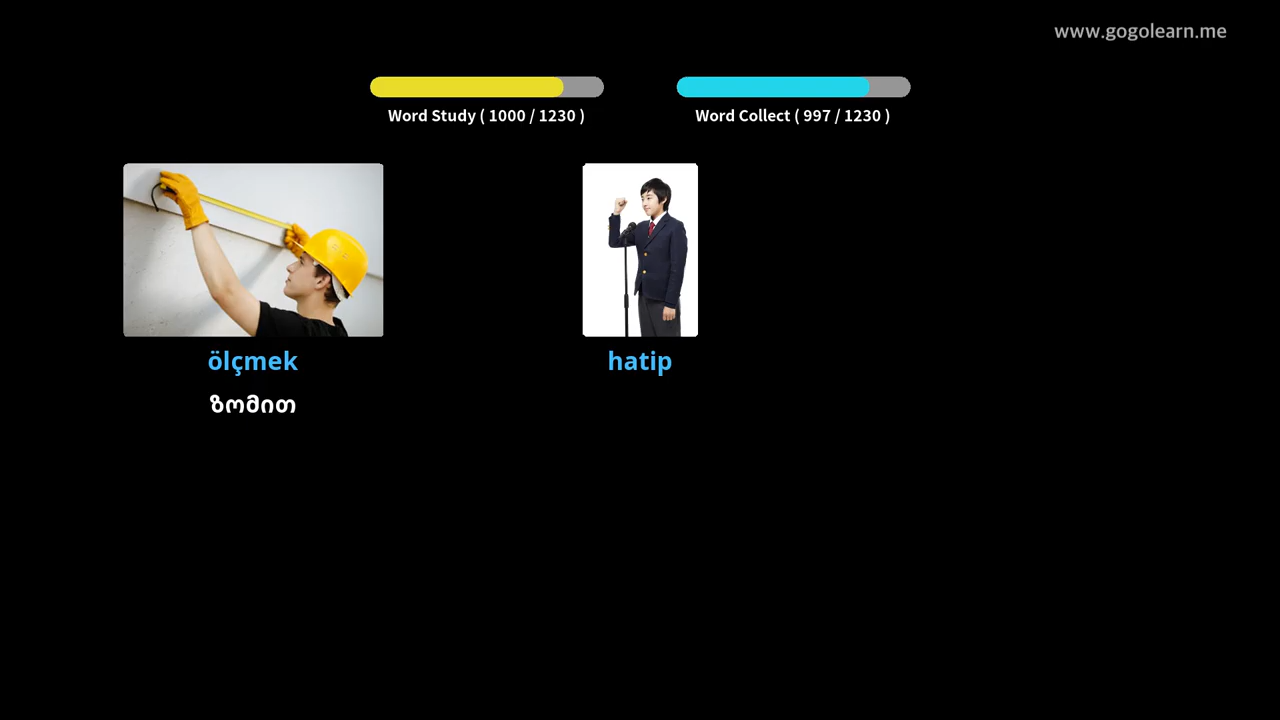 www.gogolearn.me
Word Study ( 1000 / 1230 )
Word Collect ( 997 / 1230 )
ölçmek
hatip
ზომით